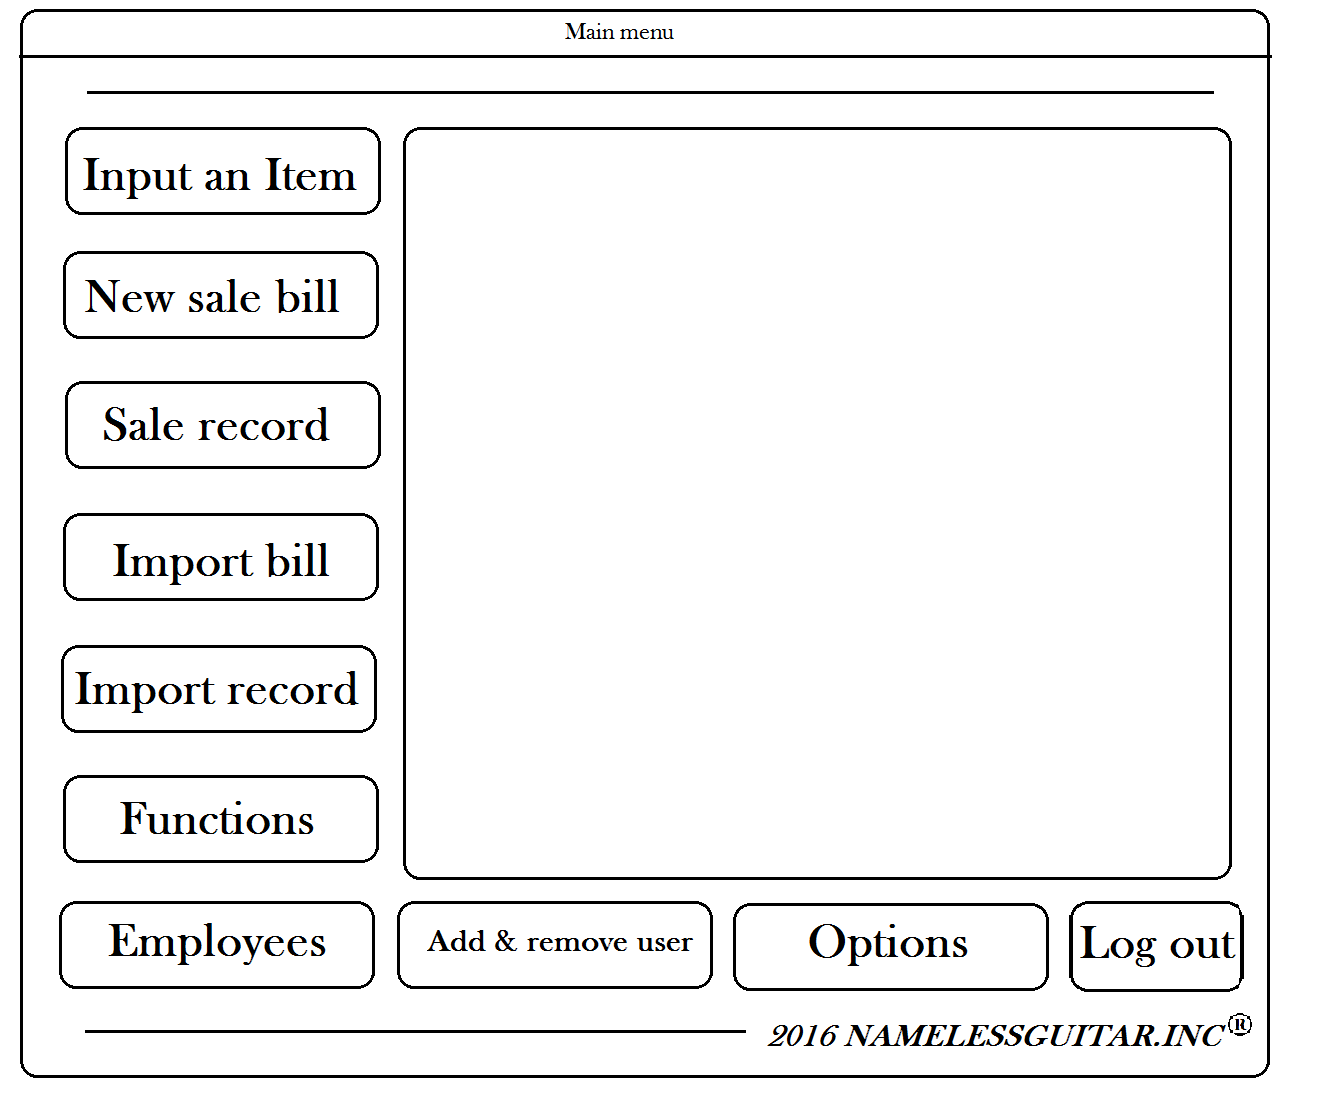 Main menu
Input an Item
New sale bill
Sale record
Import bill
Import record
Functions
Employees
Add & remove user
Options
Log out
2016 NAMELESSGUITAR.INC®